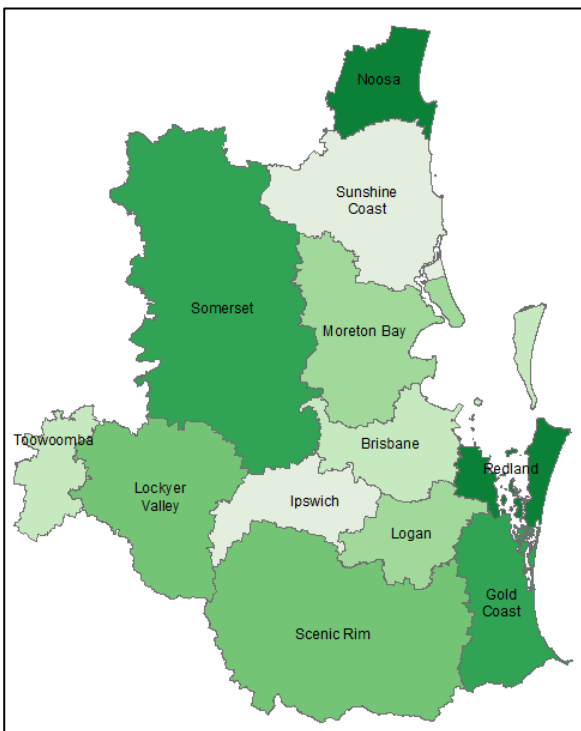 Noosa
Sunshine
Coast
Somerset
Moreton Bay
Toowoomba
Brisbane
Redland
Lockyer
Valley
Ipswich
Logan
Gold
Coast
Scenic Rim